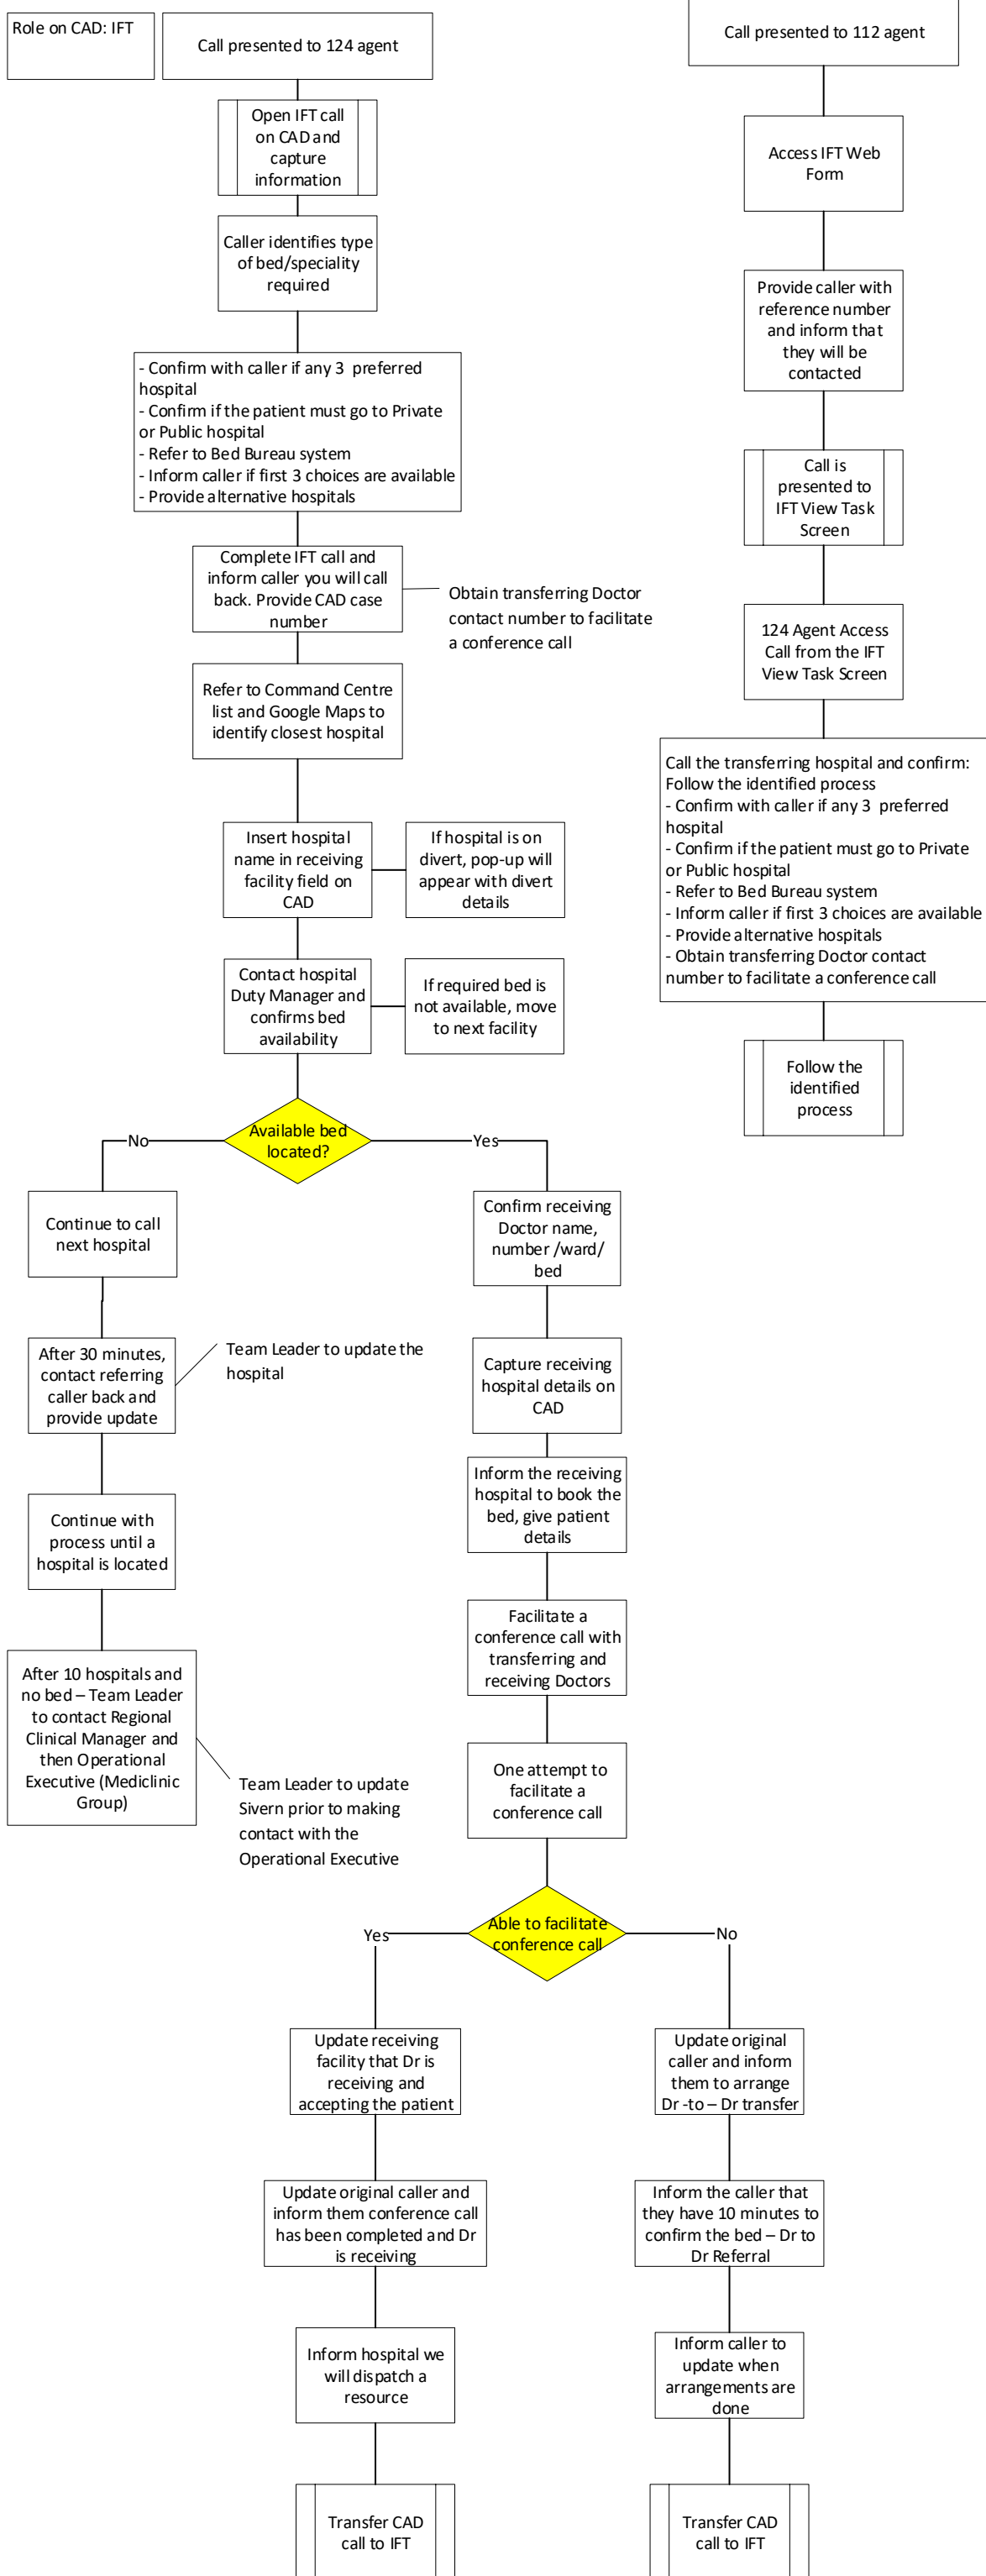 Role on CAD: IFT
Call presented to 124 agent
Open IFT call
on CAD and
capture
information
Caller identifies type
of bed/speciality
required
- Confirm with caller if any 3  preferred
hospital
- Confirm if the patient must go to Private
or Public hospital
- Refer to Bed Bureau system
- Inform caller if first 3 choices are available
- Provide alternative hospitals
Complete IFT call and
inform caller you will call
back. Provide CAD case
number
Obtain transferring Doctor
contact number to facilitate
a conference call
Refer to Command Centre
list and Google Maps to
identify closest hospital
Insert hospital
name in receiving
facility field on
CAD
If hospital is on
divert, pop-up will
appear with divert
details
Contact hospital
Duty Manager and
confirms bed
availability
If required bed is
not available, move
to next facility
Available bed
located?
No
Yes
Continue to call
next hospital
After 30 minutes,
contact referring
caller back and
provide update
Team Leader to update the
hospital
Continue with
process until a
hospital is located
After 10 hospitals and
no bed – Team Leader
to contact Regional
Clinical Manager and
then Operational
Executive (Mediclinic
Group)
Team Leader to update
Sivern prior to making
contact with the
Operational Executive
Confirm receiving
Doctor name,
number /ward/
bed
Capture receiving
hospital details on
CAD
Inform the receiving
hospital to book the
bed, give patient
details
Facilitate a
conference call with
transferring and
receiving Doctors
One attempt to
facilitate a
conference call
Able to facilitate
conference call
Yes
No
Update receiving
facility that Dr is
receiving and
accepting the patient
Update original caller and
inform them conference call
has been completed and Dr
is receiving
Inform hospital we
will dispatch a
resource
Transfer CAD
call to IFT
Update original
caller and inform
them to arrange
Dr -to – Dr transfer
Inform the caller that
they have 10 minutes to
confirm the bed – Dr to
Dr Referral
Inform caller to
update when
arrangements are
done
Transfer CAD
call to IFT
Call presented to 112 agent
Access IFT Web
Form
Provide caller with
reference number
and inform that
they will be
contacted
Call is
presented to
IFT View Task
Screen
124 Agent Access
Call from the IFT
View Task Screen
Call the transferring hospital and confirm:
Follow the identified process
- Confirm with caller if any 3  preferred
hospital
- Confirm if the patient must go to Private
or Public hospital
- Refer to Bed Bureau system
- Inform caller if first 3 choices are available
- Provide alternative hospitals
- Obtain transferring Doctor contact
number to facilitate a conference call
Follow the
identified
process